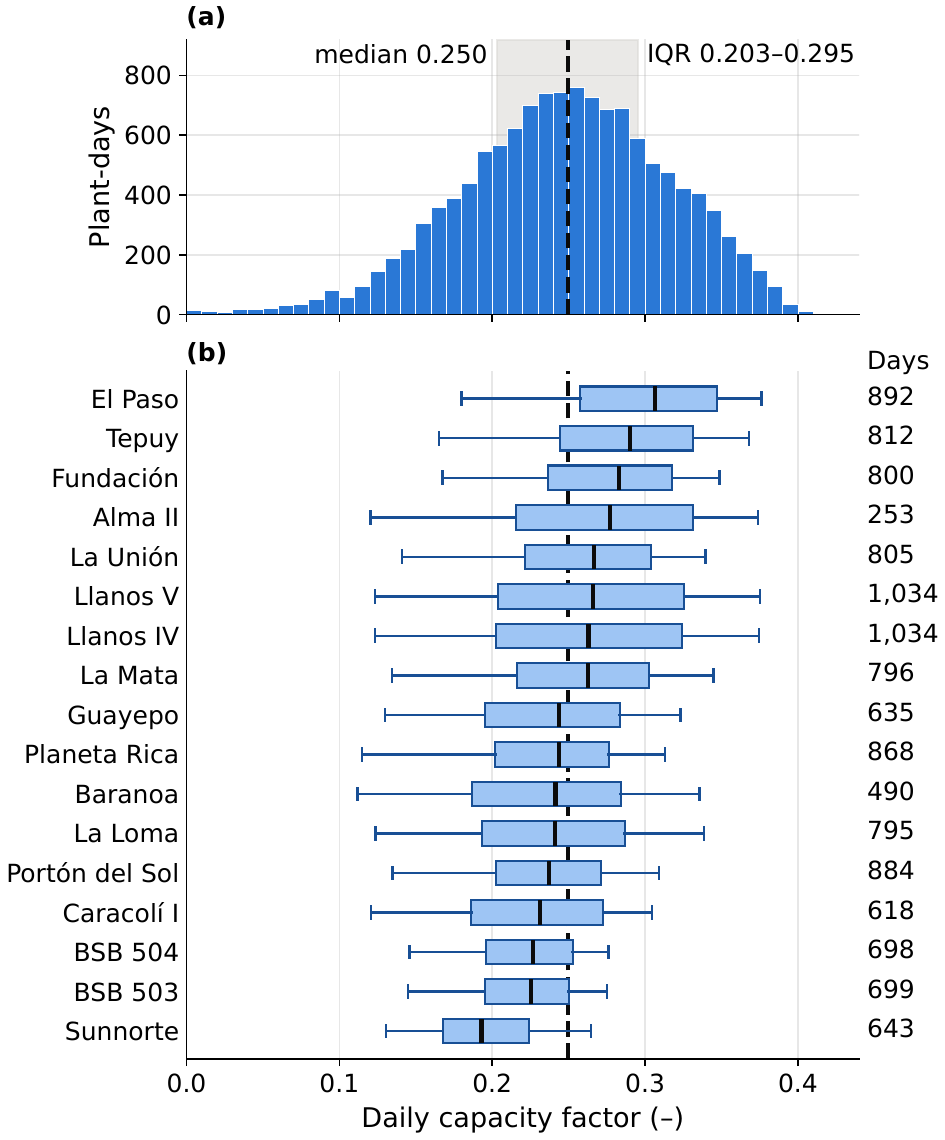 (a)
median 0.250
IQR 0.203–0.295
Plant-days
800
600
400
200
0
(b)
Days
El Paso 892
Tepuy 812
Fundación 800
Alma II 253
La Unión 805
Llanos V 1,034
Llanos IV 1,034
La Mata 796
Guayepo 635
Planeta Rica 868
Baranoa 490
La Loma 795
Portón del Sol 884
Caracolí I 618
BSB 504 698
BSB 503 699
Sunnorte 643
0.0 0.1 0.2 0.3 0.4
Daily capacity factor (–)